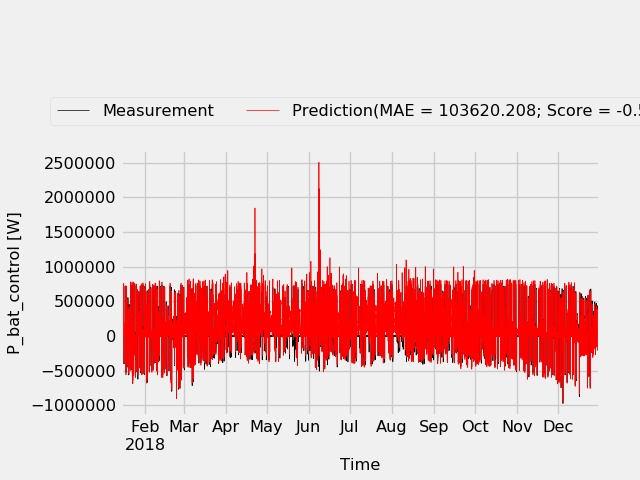 Measurement
Prediction(MAE = 103620.208; Score = -0.5
P_bat_control [W]
2500000
2000000
1500000
1000000
500000
0
−500000
−1000000
Feb Mar Apr May Jun Jul Aug Sep Oct Nov Dec
2018
Time